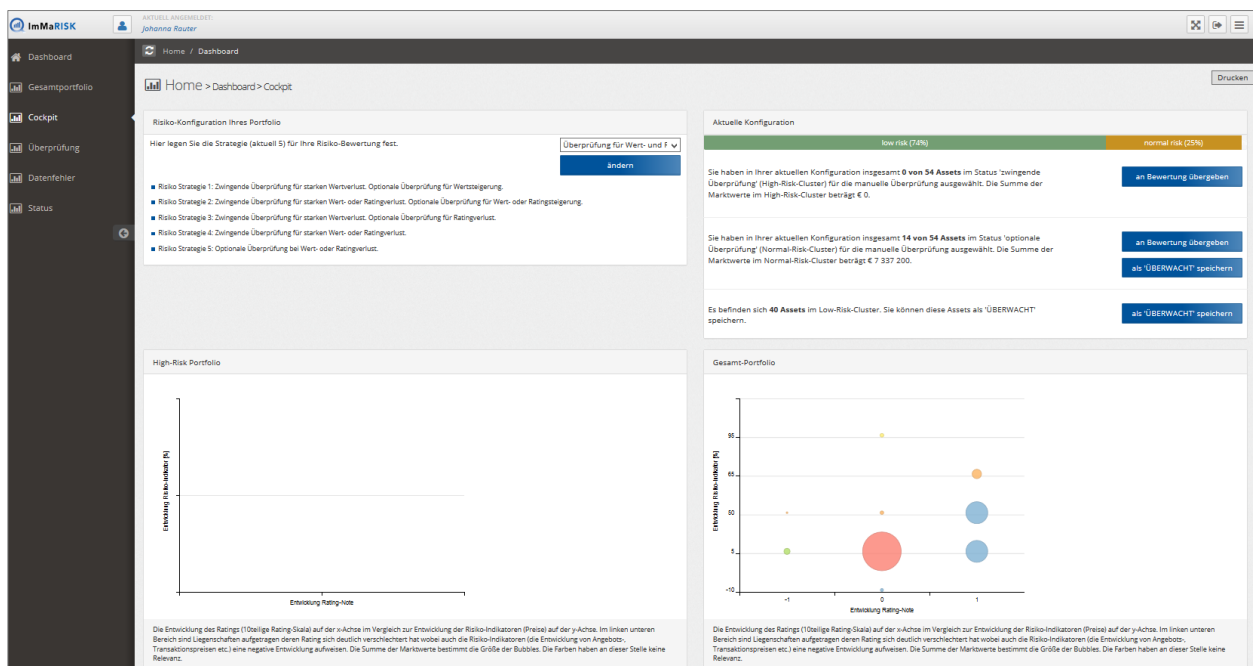 ImMaRISK
AKTUELL ANGEMELDET:
Johanna Rauter
Dashboard
Gesamtportfolio
Cockpit
Überprüfung
Datenfehler
Status
Home / Dashboard
Home > Dashboard > Cockpit
Drucken
Risiko-Konfiguration Ihres Portfolio
Hier legen Sie die Strategie (aktuell 5) für Ihre Risiko-Bewertung fest.
Überprüfung für Wert- und F
ändern
Risiko Strategie 1: Zwingende Überprüfung für starken Wertverlust. Optionale Überprüfung für Wertsteigerung.
Risiko Strategie 2: Zwingende Überprüfung für starken Wert- oder Ratingverlust. Optionale Überprüfung für Wert- oder Ratingsteigerung.
Risiko Strategie 3: Zwingende Überprüfung für starken Wertverlust. Optionale Überprüfung für Ratingverlust.
Risiko Strategie 4: Zwingende Überprüfung für starken Wert- oder Ratingverlust.
Risiko Strategie 5: Optionale Überprüfung bei Wert- oder Ratingverlust.
Aktuelle Konfiguration
low risk (74%) normal risk (25%)
Sie haben in Ihrer aktuellen Konfiguration insgesamt 0 von 54 Assets im Status 'zwingende
Überprüfung' (High-Risk-Cluster) für die manuelle Überprüfung ausgewählt. Die Summe der
Marktwerte im High-Risk-Cluster beträgt € 0.
an Bewertung übergeben
Sie haben in Ihrer aktuellen Konfiguration insgesamt 14 von 54 Assets im Status 'optionale
Überprüfung' (Normal-Risk-Cluster) für die manuelle Überprüfung ausgewählt. Die Summe der
Marktwerte im Normal-Risk-Cluster beträgt € 7 337 200.
an Bewertung übergeben
als 'ÜBERWACHT' speichern
Es befinden sich 40 Assets im Low-Risk-Cluster. Sie können diese Assets als 'ÜBERWACHT'
speichern.
als 'ÜBERWACHT' speichern
High-Risk Portfolio
Entwicklung Risiko-Indikator [%]
Entwicklung Rating-Note
Die Entwicklung des Ratings (10teilige Rating-Skala) auf der x-Achse im Vergleich zur Entwicklung der Risiko-Indikatoren (Preise) auf der y-Achse. Im linken unteren
Bereich sind Liegenschaften aufgetragen deren Rating sich deutlich verschlechtert hat wobei auch die Risiko-Indikatoren (die Entwicklung von Angebots-,
Transaktionspreisen etc.) eine negative Entwicklung aufweisen. Die Summe der Marktwerte bestimmt die Größe der Bubbles. Die Farben haben an dieser Stelle keine
Relevanz.
Gesamt-Portfolio
Entwicklung Risiko-Indikator [%]
95
65
50
5
-10
-1 0 1
Entwicklung Rating-Note
Die Entwicklung des Ratings (10teilige Rating-Skala) auf der x-Achse im Vergleich zur Entwicklung der Risiko-Indikatoren (Preise) auf der y-Achse. Im linken unteren
Bereich sind Liegenschaften aufgetragen deren Rating sich deutlich verschlechtert hat wobei auch die Risiko-Indikatoren (die Entwicklung von Angebots-,
Transaktionspreisen etc.) eine negative Entwicklung aufweisen. Die Summe der Marktwerte bestimmt die Größe der Bubbles. Die Farben haben an dieser Stelle keine
Relevanz.